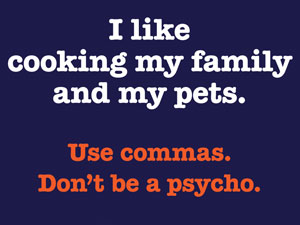 I like
cooking my family
and my pets.
Use commas.
Don't be a psycho.